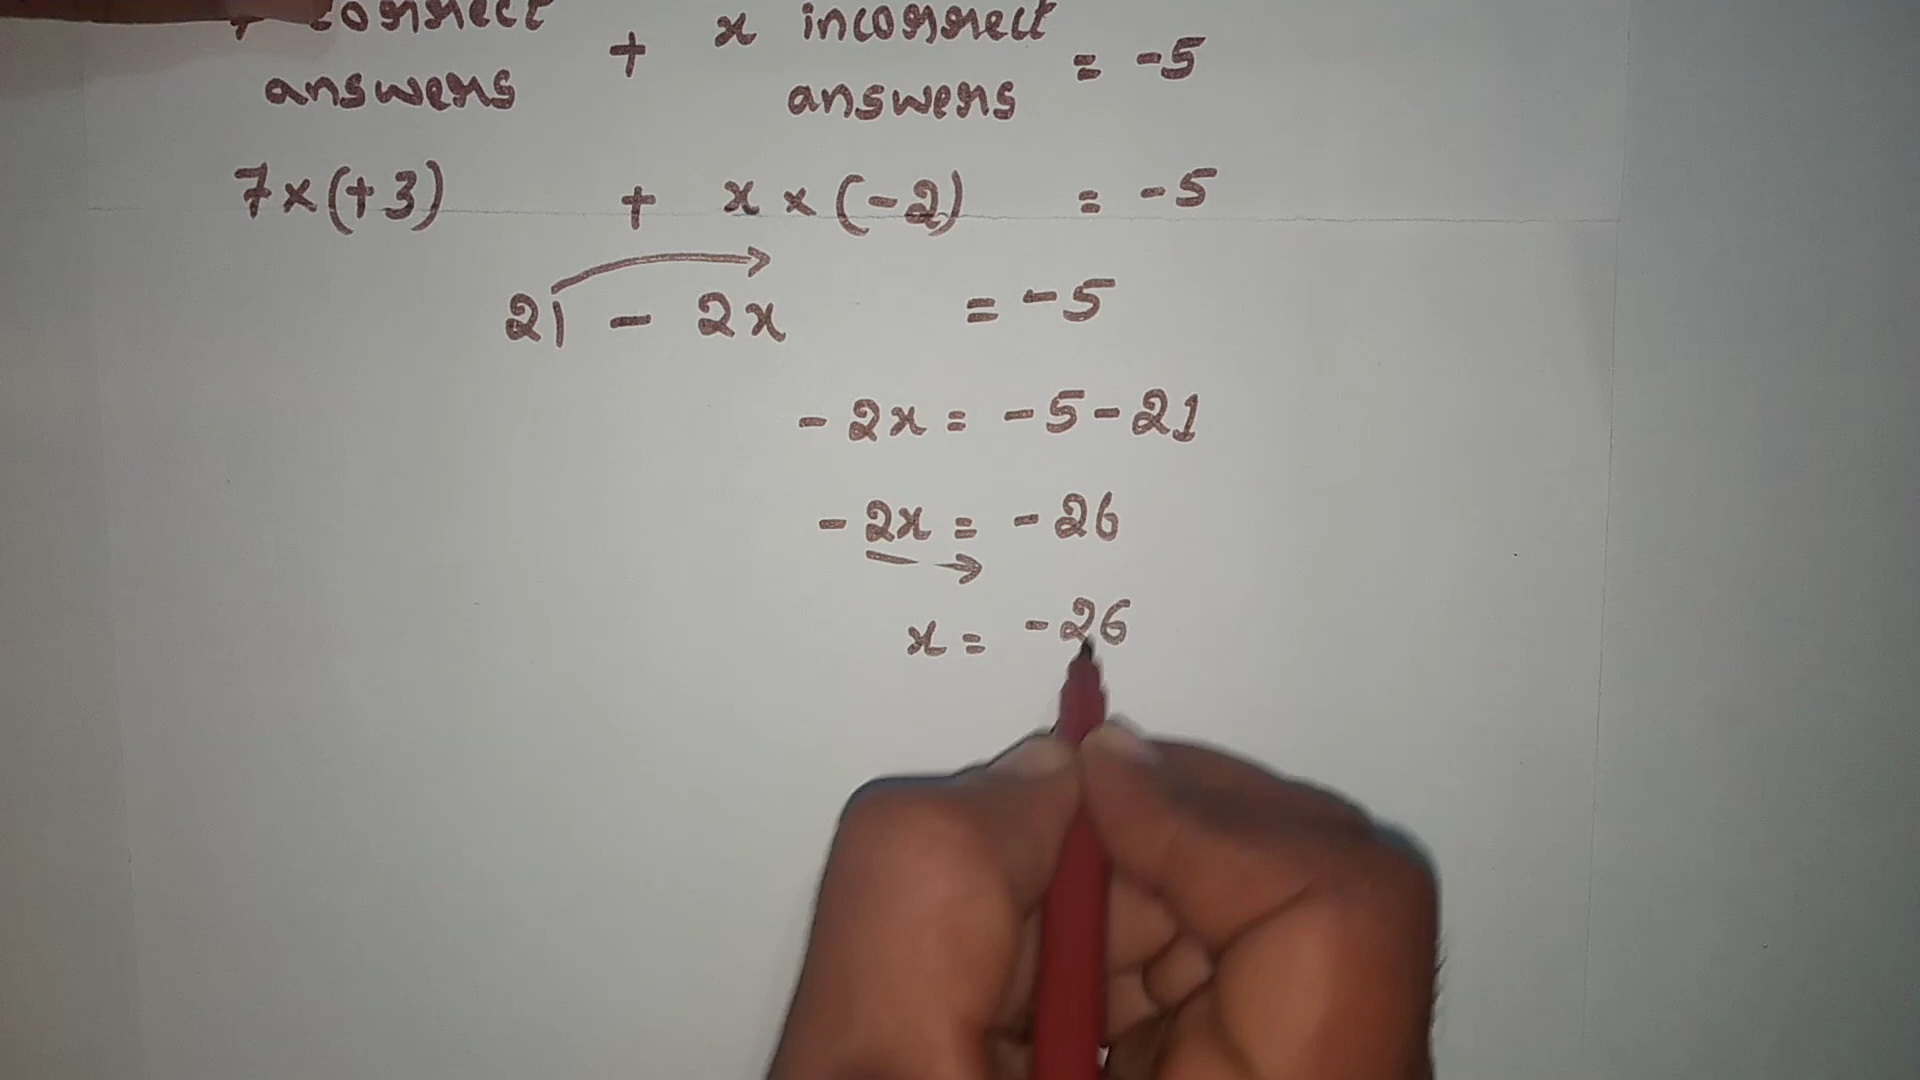 correct + x incorrect
answers answers = -5
7×(+3) + x × (-2) = -5
21 - 2x = -5
-2x = -5-21
-2x = -26
x = -26